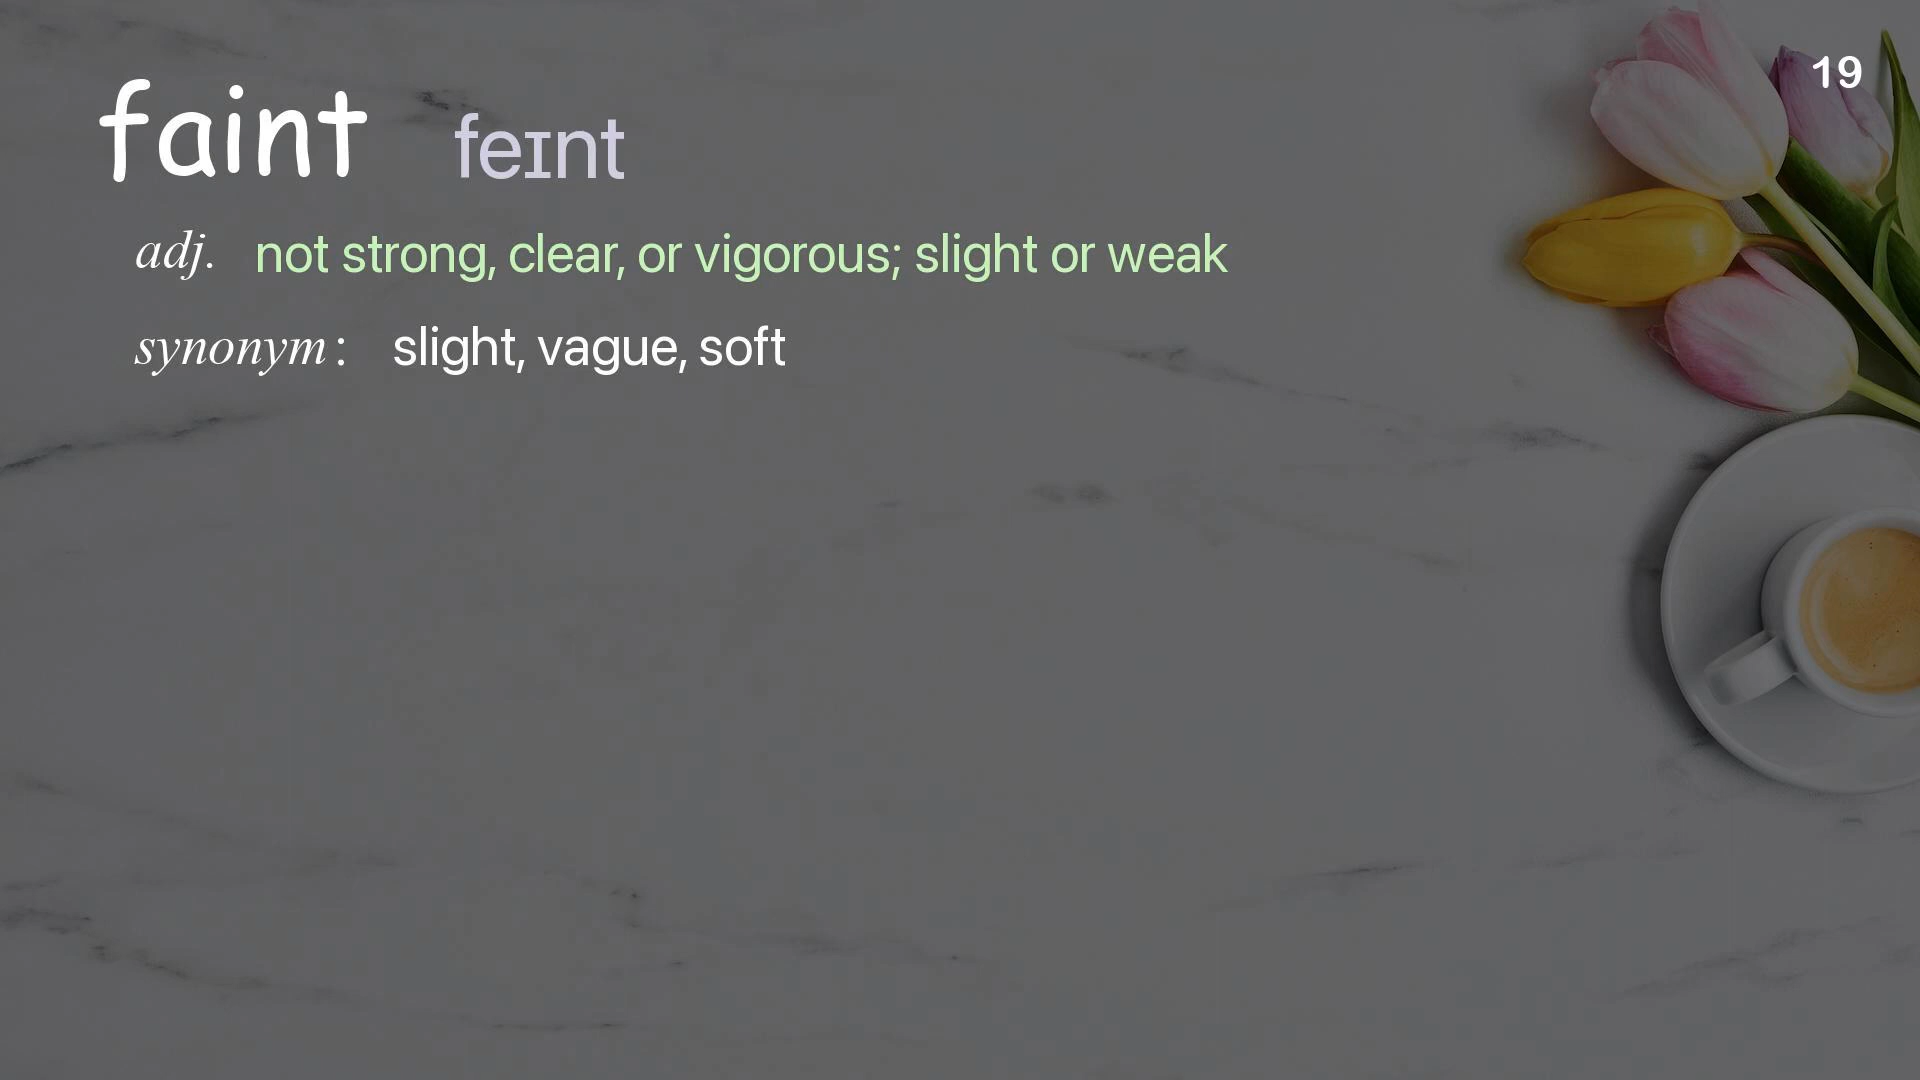 19
faint feɪnt
adj. not strong, clear, or vigorous; slight or weak
synonym: slight, vague, soft